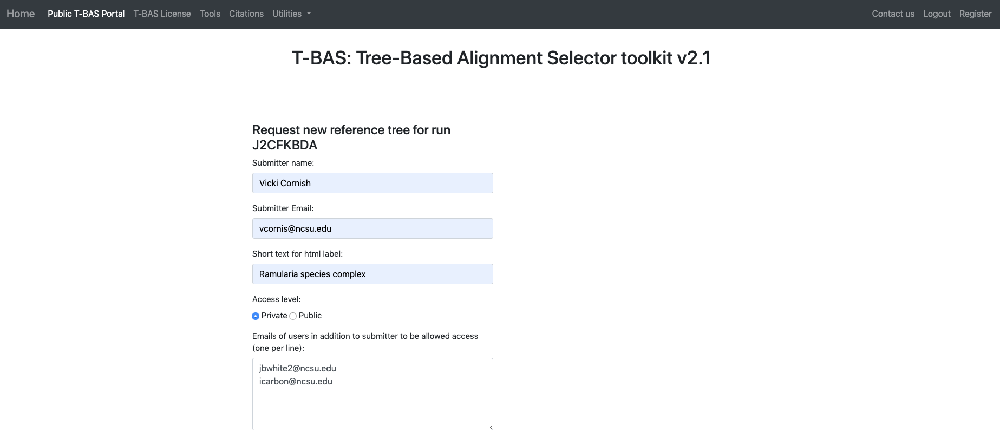 Home Public T-BAS Portal T-BAS License Tools Citations Utilities Contact us Logout Register
T-BAS: Tree-Based Alignment Selector toolkit v2.1
Request new reference tree for run
J2CFKBDA
Submitter name:
Vicki Cornish
Submitter Email:
vcornis@ncsu.edu
Short text for html label:
Ramularia species complex
Access level:
Private Public
Emails of users in addition to submitter to be allowed access
(one per line):
jbwhite2@ncsu.edu
icarbon@ncsu.edu